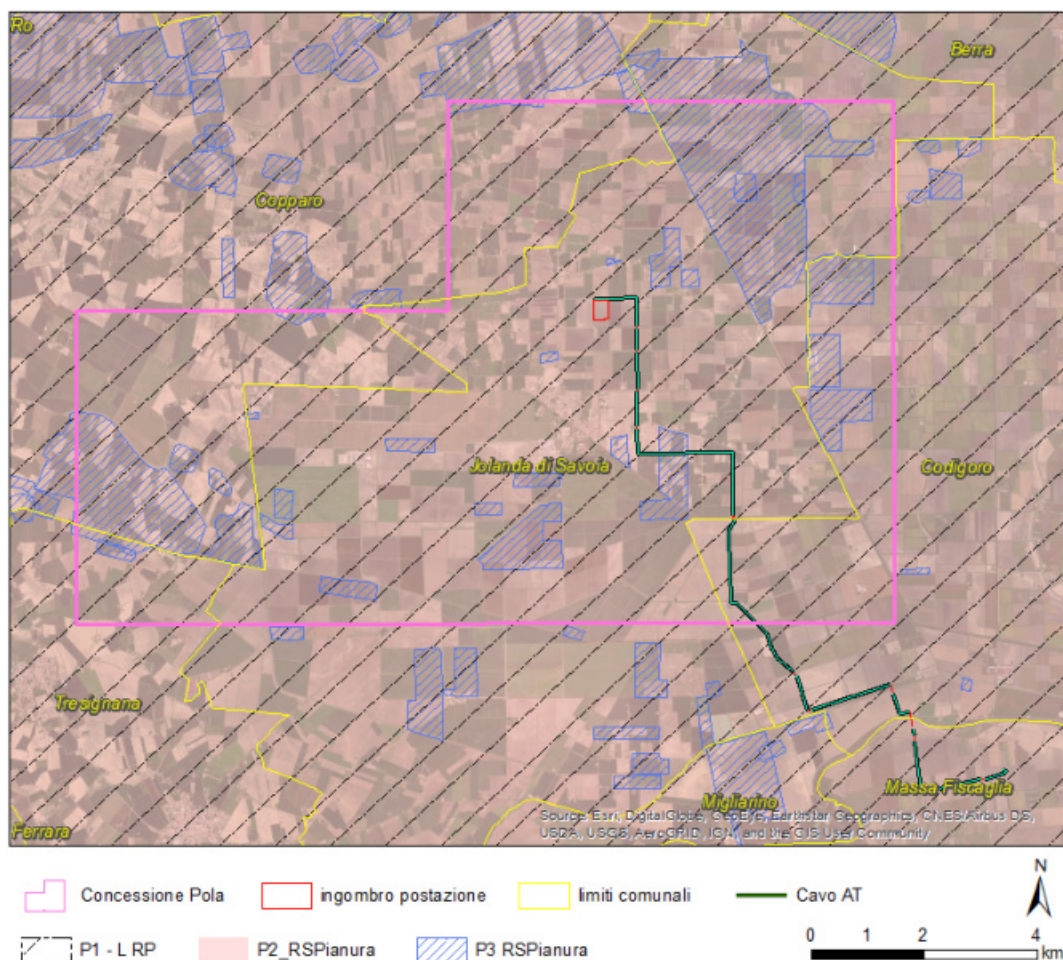 Ro
Berra
Copparo
Jolanda di Savoia
Codigoro
Tresignana
Massa Fiscaglia
Migliarino
Ferrara
Source: Esri, DigitalGlobe, GeoEye, Earthstar Geographics, CNES/Airbus DS,
USDA, USGS, AeroGRID, IGN, and the GIS User Community
Concessione Pola
ingombro postazione
limiti comunali
Cavo AT
N
P1 - L RP
P2_RSPianura
P3 RSPianura
0 1 2 4
km